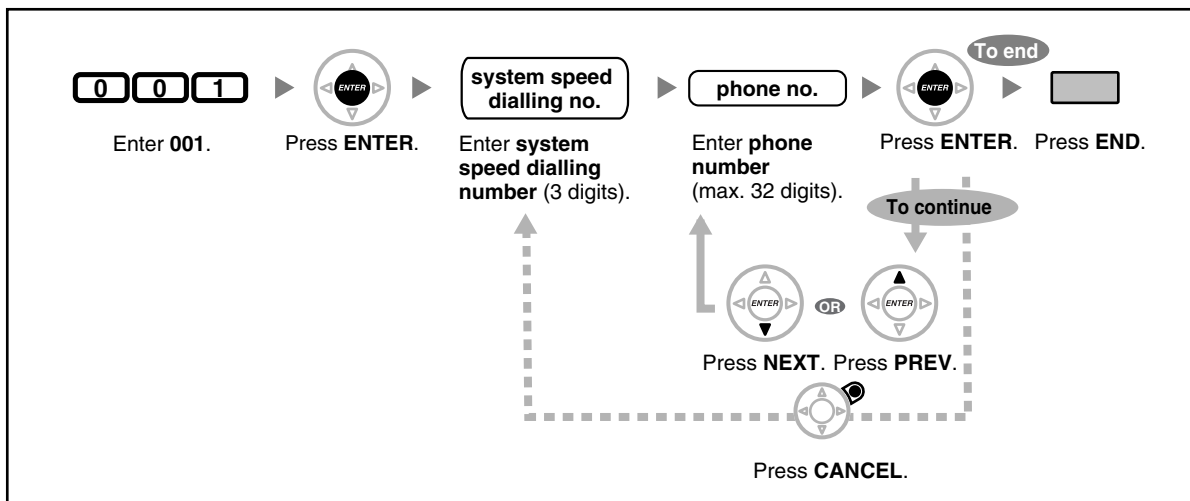 To end
0 0 1
ENTER
system speed
dialling no.
phone no.
ENTER
Enter 001.
Press ENTER.
Enter system
speed dialling
number (3 digits).
Enter phone
number
(max. 32 digits).
Press ENTER.
Press END.
To continue
ENTER
OR
ENTER
Press NEXT.
Press PREV.
Press CANCEL.